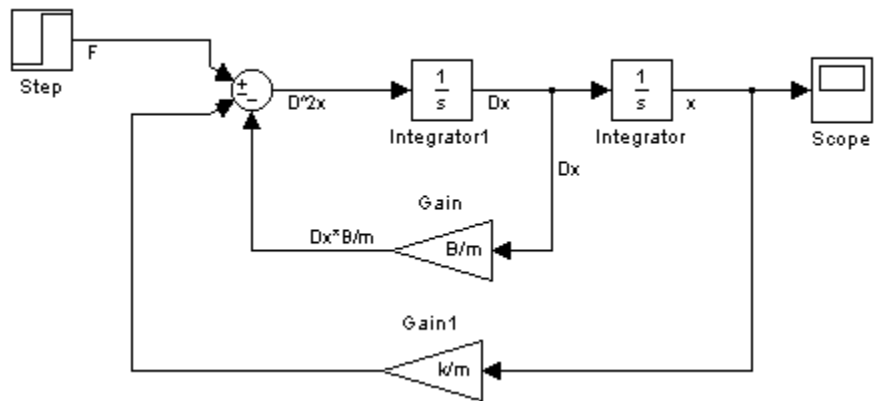 F
Step
+
−
−
D^2x
1
s
Integrator1
Dx
1
s
Integrator
x
Scope
Dx
Gain
Dx*B/m
B/m
Gain1
k/m